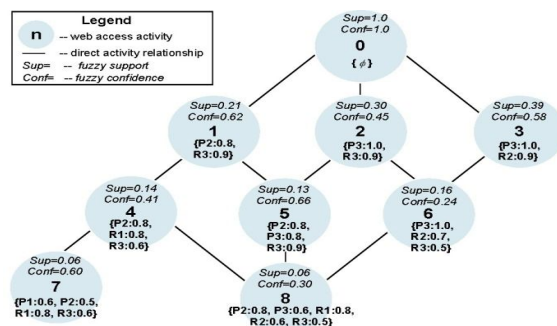 Legend
n -- web access activity
-- direct activity relationship
Sup= -- fuzzy support
Conf= -- fuzzy confidence
Sup=1.0
Conf=1.0
0
{ϕ}
Sup=0.21
Conf=0.62
1
{P2:0.8,
R3:0.9}
Sup=0.30
Conf=0.45
2
{P3:1.0,
R3:0.9}
Sup=0.39
Conf=0.58
3
{P3:1.0,
R2:0.9}
Sup=0.14
Conf=0.41
4
{P2:0.8,
R1:0.8,
R3:0.6}
Sup=0.13
Conf=0.66
5
{P2:0.8,
P3:0.8,
R3:0.9}
Sup=0.16
Conf=0.24
6
{P3:1.0,
R2:0.7,
R3:0.5}
Sup=0.06
Conf=0.60
7
{P1:0.6, P2:0.5,
R1:0.8, R3:0.6}
Sup=0.06
Conf=0.30
8
{P2:0.8, P3:0.6, R1:0.8,
R2:0.6, R3:0.5}